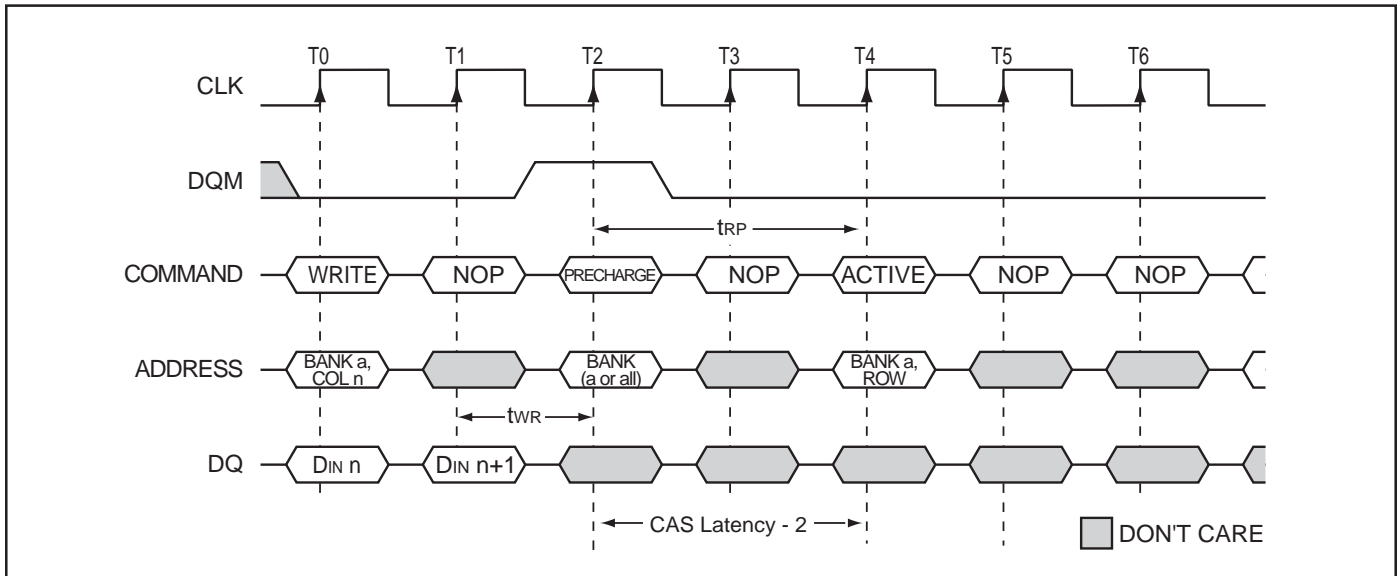 T0 T1 T2 T3 T4 T5 T6
CLK
DQM
tRP
COMMAND WRITE NOP PRECHARGE NOP ACTIVE NOP NOP
ADDRESS BANK a, COL n BANK (a or all) BANK a, ROW
tWR
DQ DIN n DIN n+1
CAS Latency - 2
DON'T CARE